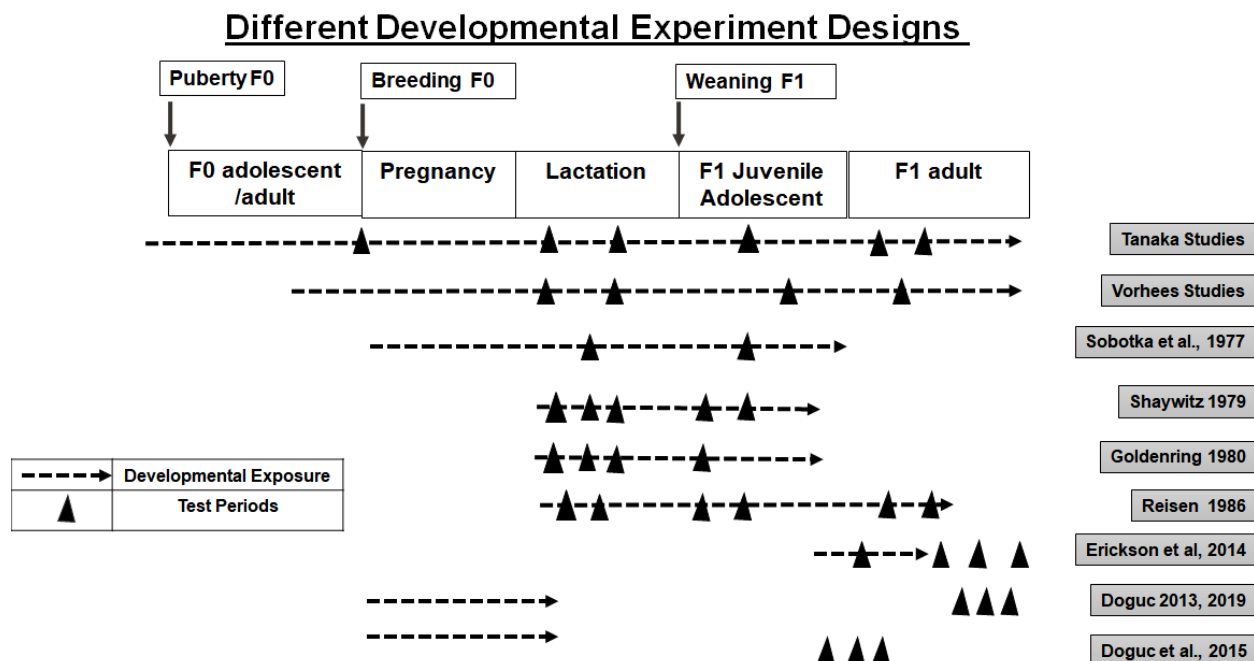 Different Developmental Experiment Designs
Puberty F0
Breeding F0
Weaning F1
F0 adolescent
/adult
Pregnancy
Lactation
F1 Juvenile
Adolescent
F1 adult
Tanaka Studies
Vorhees Studies
Sobotka et al., 1977
Shaywitz 1979
Goldenring 1980
Reisen 1986
Erickson et al, 2014
Doguc 2013, 2019
Doguc et al., 2015
Developmental Exposure
Test Periods